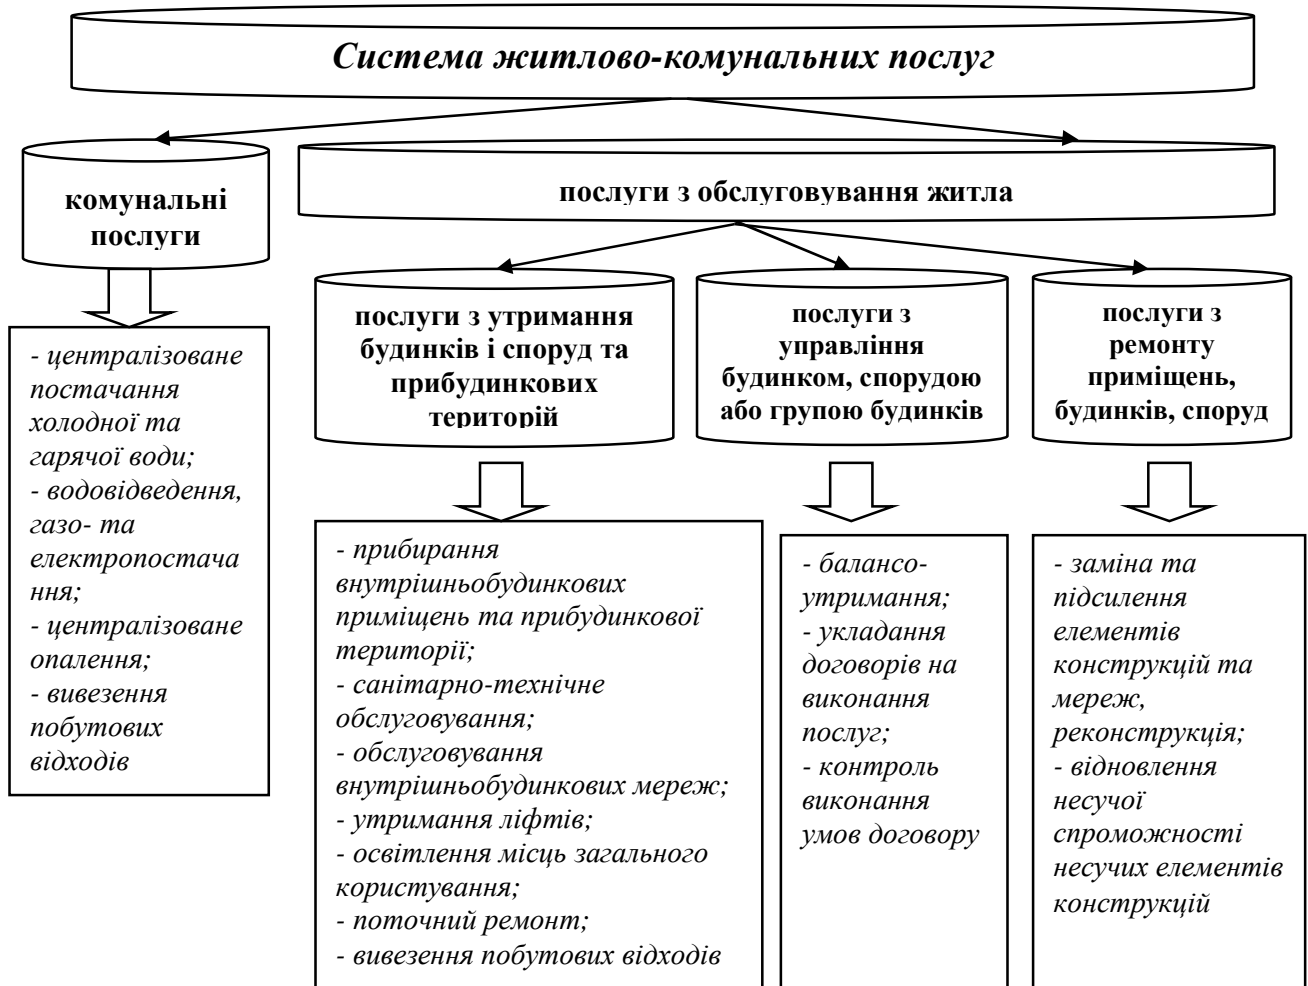 Система житлово-комунальних послуг
комунальні
послуги
послуги з обслуговування житла
послуги з утримання
будинків і споруд та
прибудинкових
територій
послуги з
управління
будинком, спорудою
або групою будинків
послуги з
ремонту
приміщень,
будинків, споруд
- централізоване
постачання
холодної та
гарячої води;
- водовідведення,
газо- та
електропостача
ння;
- централізоване
опалення;
- вивезення
побутових
відходів
- прибирання
внутрішньобудинкових
приміщень та прибудинкової
території;
- санітарно-технічне
обслуговування;
- обслуговування
внутрішньобудинкових мереж;
- утримання ліфтів;
- освітлення місць загального
користування;
- поточний ремонт;
- вивезення побутових відходів
- балансо-
утримання;
- укладання
договорів на
виконання
послуг;
- контроль
виконання
умов договору
- заміна та
підсилення
елементів
конструкцій та
мереж,
реконструкція;
- відновлення
несучої
спроможності
несучих елементів
конструкцій